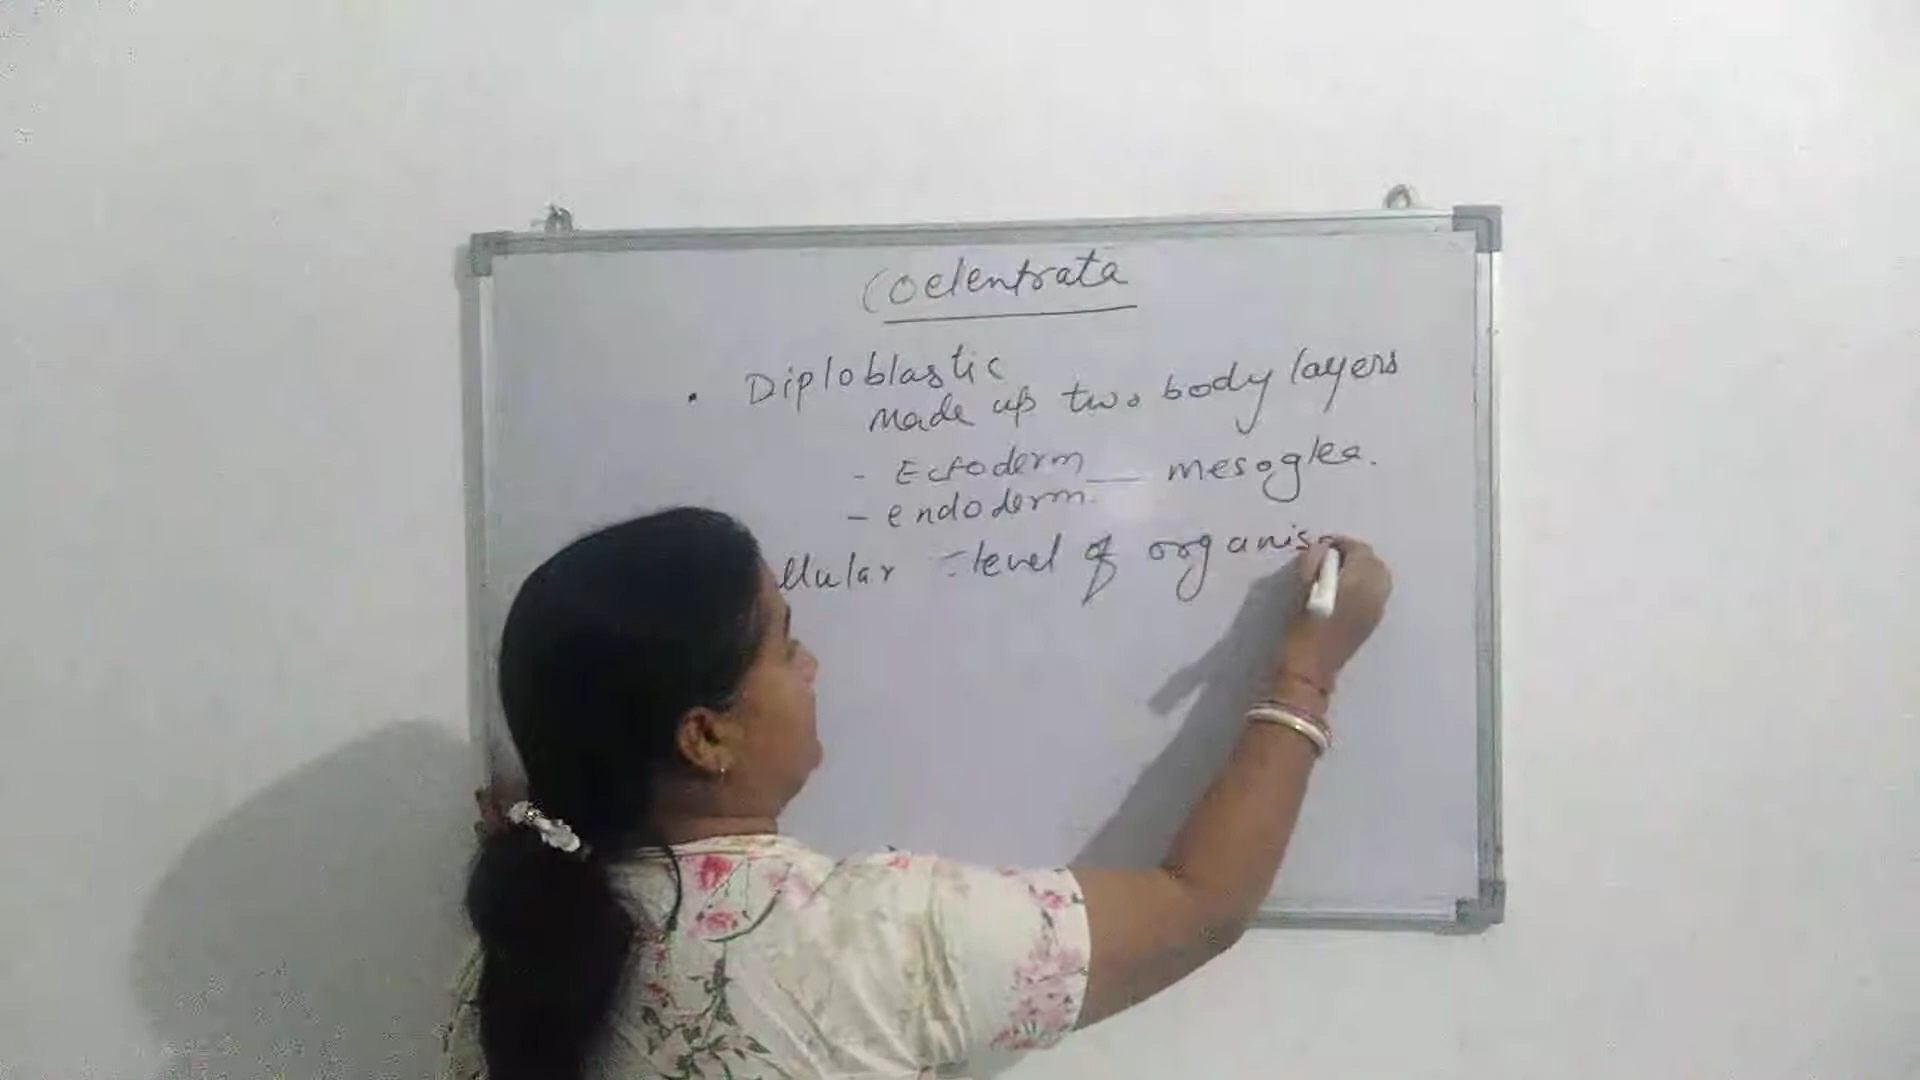 Coelentrata
. Diploblastic
made up two body layers
- Ectoderm — mesoglea.
- endoderm.
llular - level of organis